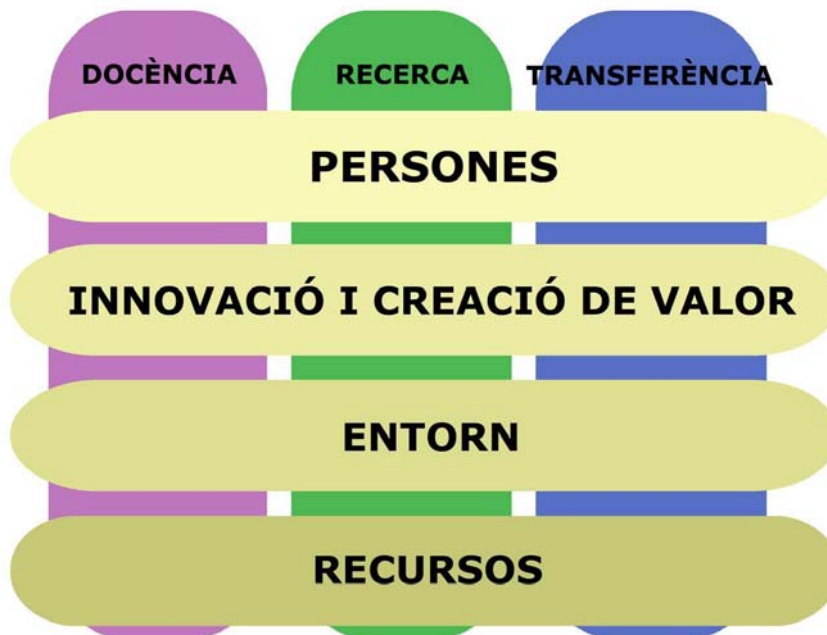 DOCÈNCIA
RECERCA
TRANSFERÈNCIA
PERSONES
INNOVACIÓ I CREACIÓ DE VALOR
ENTORN
RECURSOS